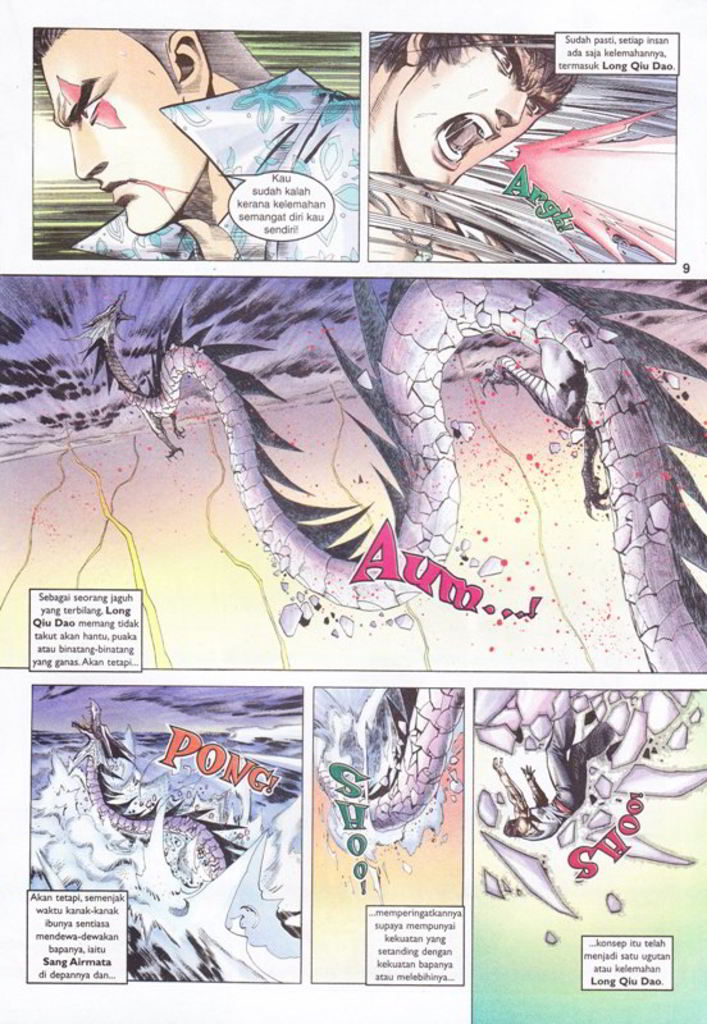 Kau
sudah kalah
kerana kelemahan
semangat diri kau
sendiri!
Sudah pasti, setiap insan
ada saja kelemahannya,
termasuk Long Qiu Dao.
Argh!
9
Aum...!
Sebagai seorang jaguh
yang terbilang, Long
Qiu Dao memang tidak
takut akan hantu, puaka
atau binatang-binatang
yang ganas. Akan tetapi...
PONG!
Akan tetapi, semenjak
waktu kanak-kanak
ibunya sentiasa
mendewa-dewakan
bapanya, iaitu
Sang Airmata
di depannya dan...
SHOO!
...memperingatkannya
supaya mempunyai
kekuatan yang
setanding dengan
kekuatan bapanya
atau melebihinya...
SHOO!
...konsep itu telah
menjadi satu ugutan
atau kelemahan
Long Qiu Dao.